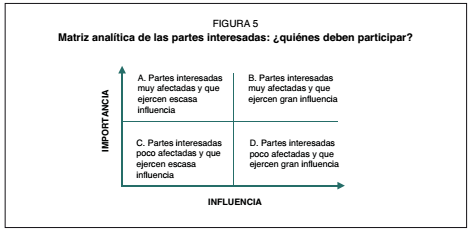 FIGURA 5
Matriz analítica de las partes interesadas: ¿quiénes deben participar?
IMPORTANCIA
A. Partes interesadas
muy afectadas y que
ejercen escasa
influencia
B. Partes interesadas
muy afectadas y que
ejercen gran influencia
C. Partes interesadas
poco afectadas y que
ejercen escasa
influencia
D. Partes interesadas
poco afectadas y que
ejercen gran influencia
INFLUENCIA